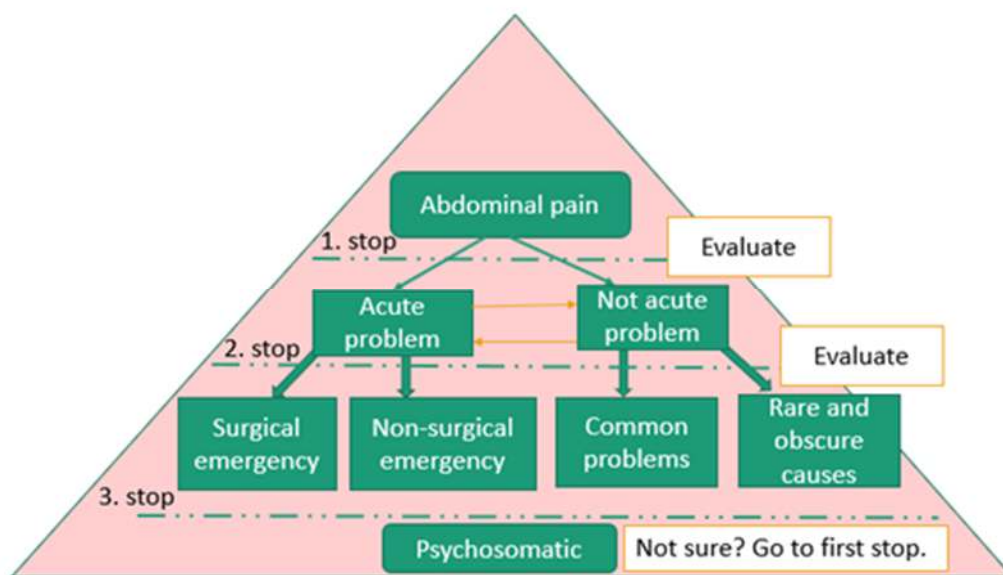 Abdominal pain
1. stop
Evaluate
Acute
problem
Not acute
problem
2. stop
Evaluate
Surgical
emergency
Non-surgical
emergency
Common
problems
Rare and
obscure
causes
3. stop
Psychosomatic
Not sure? Go to first stop.